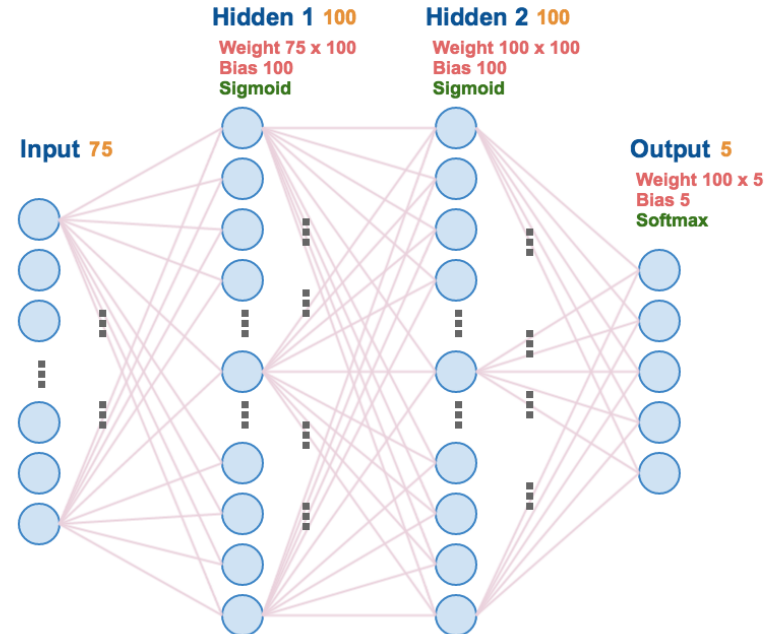 Hidden 1 100
Weight 75 x 100
Bias 100
Sigmoid
Hidden 2 100
Weight 100 x 100
Bias 100
Sigmoid
Input 75
Output 5
Weight 100 x 5
Bias 5
Softmax